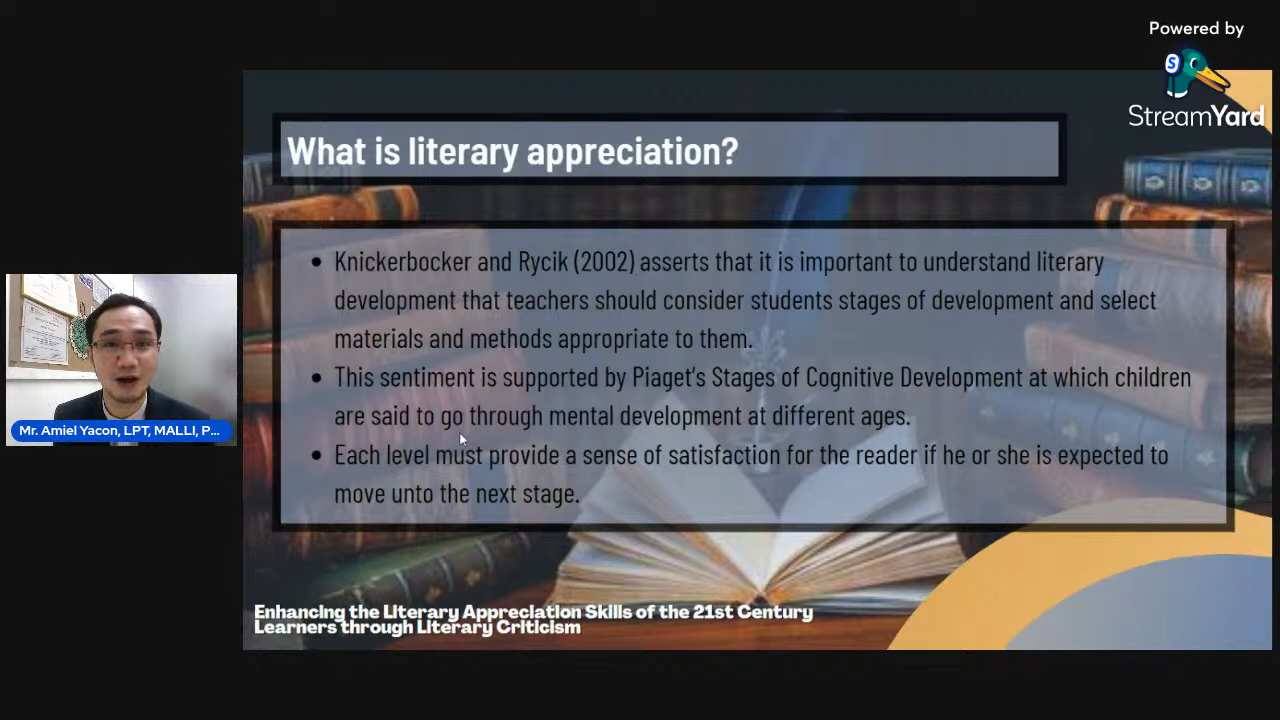 Powered by
StreamYard
What is literary appreciation?
• Knickerbocker and Rycik (2002) asserts that it is important to understand literary
development that teachers should consider students stages of development and select
materials and methods appropriate to them.
• This sentiment is supported by Piaget's Stages of Cognitive Development at which children
are said to go through mental development at different ages.
• Each level must provide a sense of satisfaction for the reader if he or she is expected to
move unto the next stage.
Mr. Amiel Yacon, LPT, MALLI, P...
Enhancing the Literary Appreciation Skills of the 21st Century
Learners through Literary Criticism